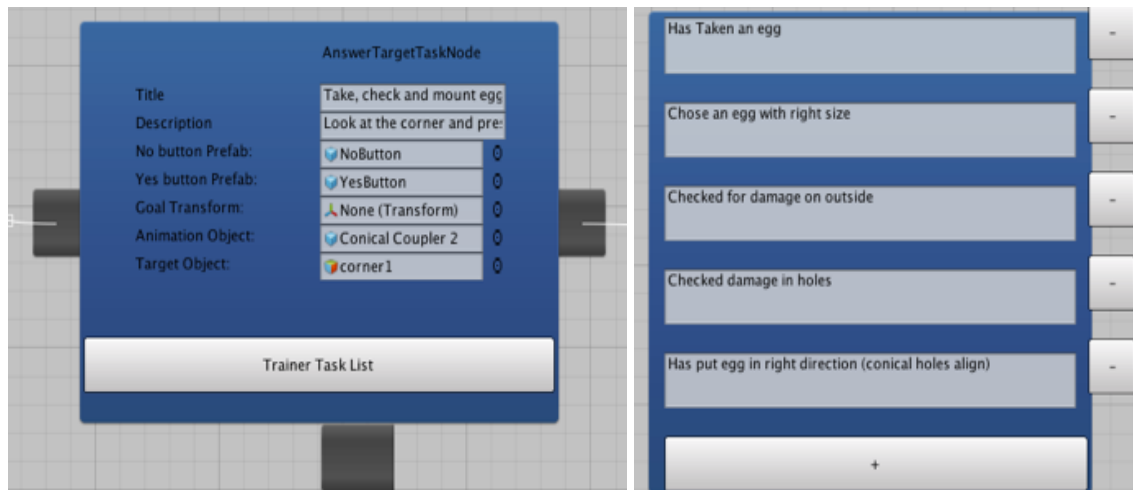 AnswerTargetTaskNode
Title Take, check and mount egg
Description Look at the corner and pre
No button Prefab: NoButton
Yes button Prefab: YesButton
Goal Transform: None (Transform)
Animation Object: Conical Coupler 2
Target Object: corner1
Trainer Task List
Has Taken an egg
-
Chose an egg with right size
-
Checked for damage on outside
-
Checked damage in holes
-
Has put egg in right direction (conical holes align)
-
+